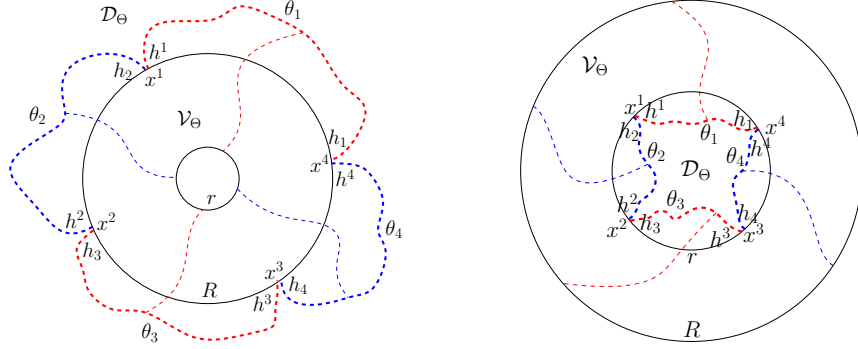 𝒟_Θ
θ_1
h_2 h^1
x^1
θ_2
𝒱_Θ
h_1
x^4
h^4
r
h^2 x^2
h_3
θ_4
x^3
R
h^3 h_4
θ_3
𝒱_Θ
x^1 h^1
h_1 x^4
h_2
θ_1
h^4
θ_2
𝒟_Θ
θ_4
θ_3
h^2
x^2 h_3
h_4
h^3 x^3
r
R